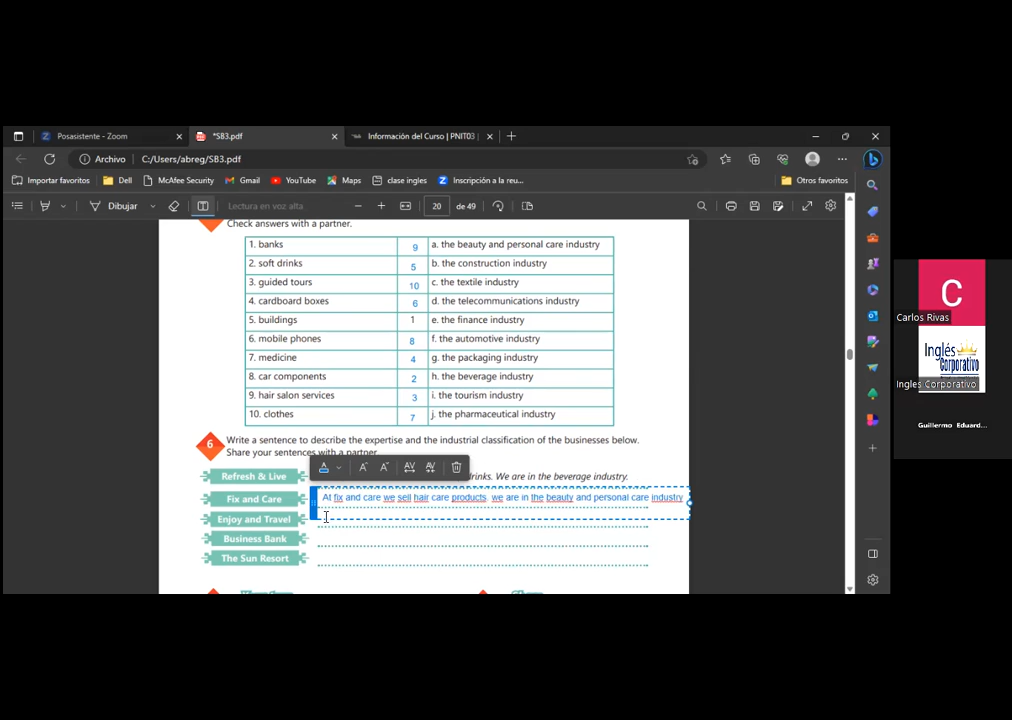 Posasistente - Zoom
*SB3.pdf
Información del Curso | PNIT03
Archivo
C:/Users/abreg/SB3.pdf
Importar favoritos
Dell
McAfee Security
Gmail
YouTube
Maps
clase ingles
Inscripción a la reu...
Otros favoritos
Dibujar
Lectura en voz alta
20
de 49
Check answers with a partner.
1. banks 9 a. the beauty and personal care industry
2. soft drinks 5 b. the construction industry
3. guided tours 10 c. the textile industry
4. cardboard boxes 6 d. the telecommunications industry
5. buildings 1 e. the finance industry
6. mobile phones 8 f. the automotive industry
7. medicine 4 g. the packaging industry
8. car components 2 h. the beverage industry
9. hair salon services 3 i. the tourism industry
10. clothes 7 j. the pharmaceutical industry
6 Write a sentence to describe the expertise and the industrial classification of the businesses below.
Share your sentences with a partner.
Refresh & Live
drinks. We are in the beverage industry.
Fix and Care
At fix and care we sell hair care products. we are in the beauty and personal care industry
Enjoy and Travel
Business Bank
The Sun Resort
C
Carlos Rivas
Inglés
Corporativo
Ingles Corporativo
Guillermo Eduard...